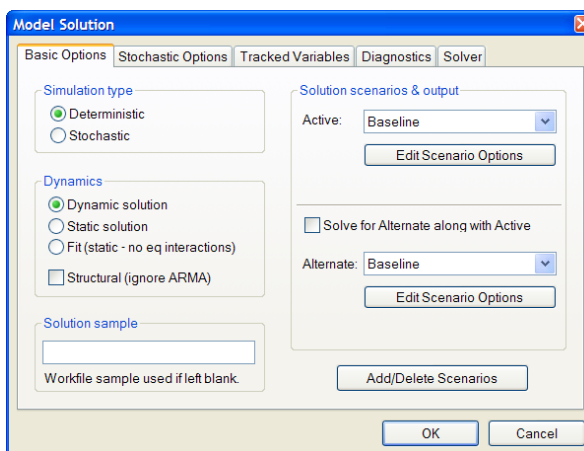 Model Solution
Basic Options Stochastic Options Tracked Variables Diagnostics Solver
Simulation type
Deterministic
Stochastic
Dynamics
Dynamic solution
Static solution
Fit (static - no eq interactions)
Structural (ignore ARMA)
Solution sample
Workfile sample used if left blank.
Solution scenarios & output
Active: Baseline
Edit Scenario Options
Solve for Alternate along with Active
Alternate: Baseline
Edit Scenario Options
Add/Delete Scenarios
OK Cancel